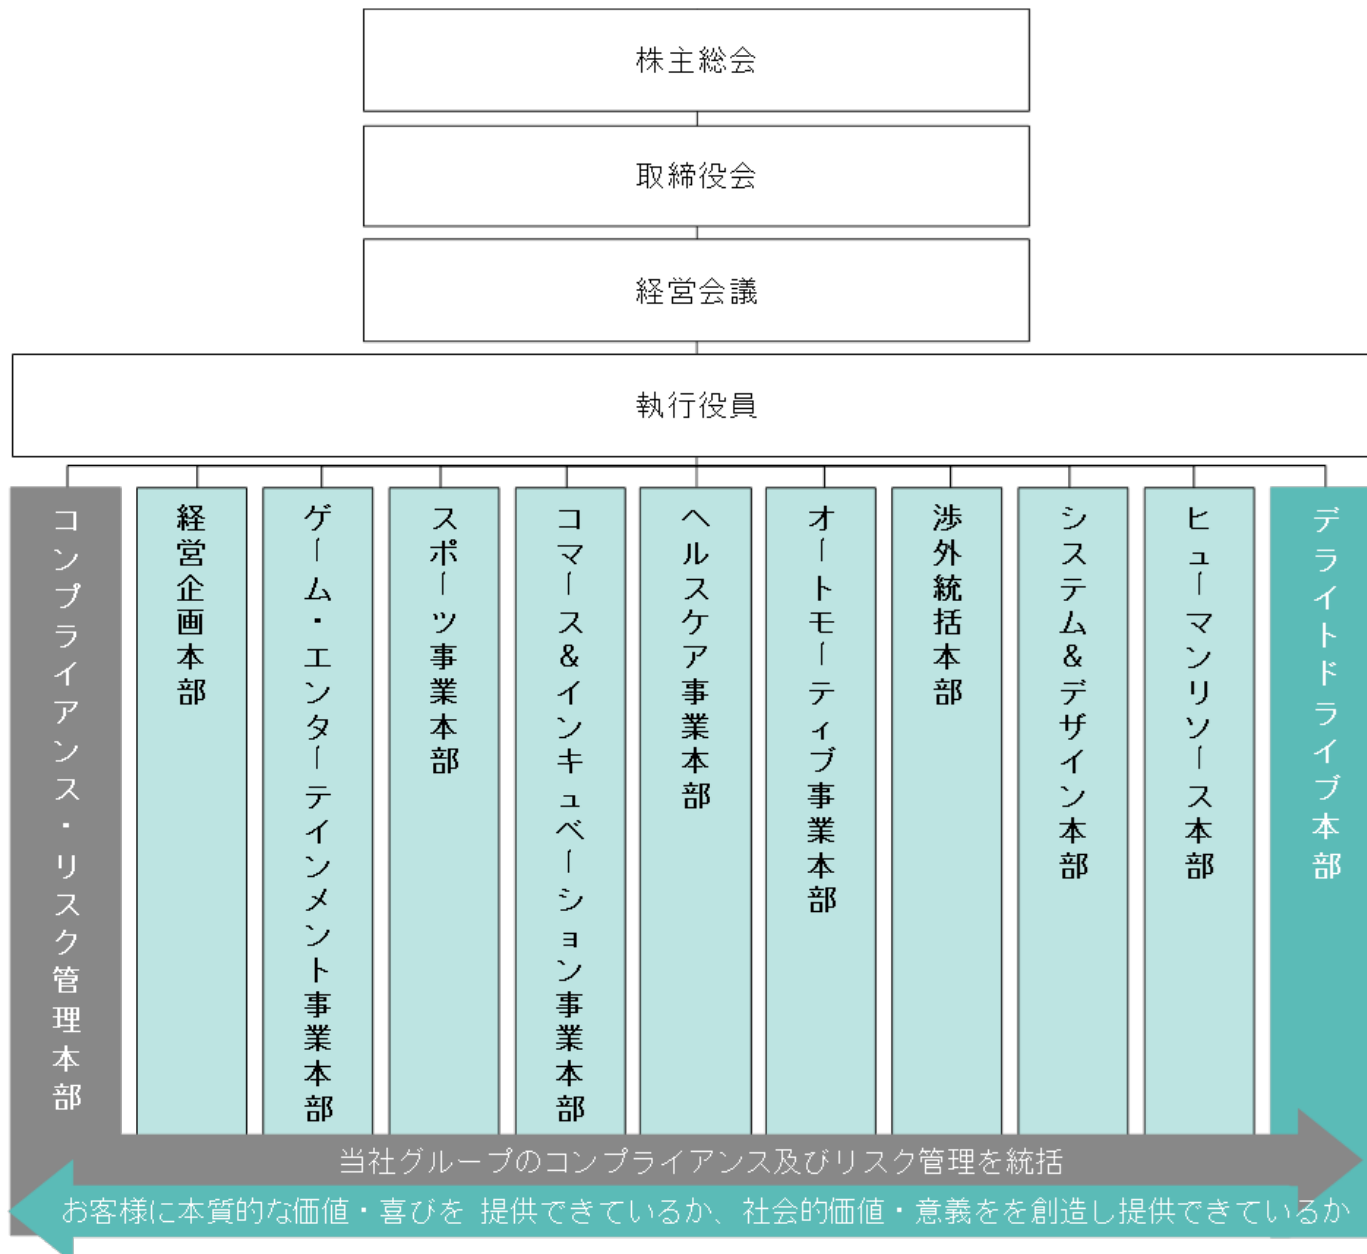 株主総会
取締役会
経営会議
執行役員
コンプライアンス・リスク管理本部
経営企画本部
ゲーム・エンターテインメント事業本部
スポーツ事業本部
コマース&インキュベーション事業本部
ヘルスケア事業本部
オートモーティブ事業本部
渉外統括本部
システム&デザイン本部
ヒューマンリソース本部
デライトドライブ本部
当社グループのコンプライアンス及びリスク管理を統括
お客様に本質的な価値・喜びを 提供できているか、社会的価値・意義をを創造し提供できているか